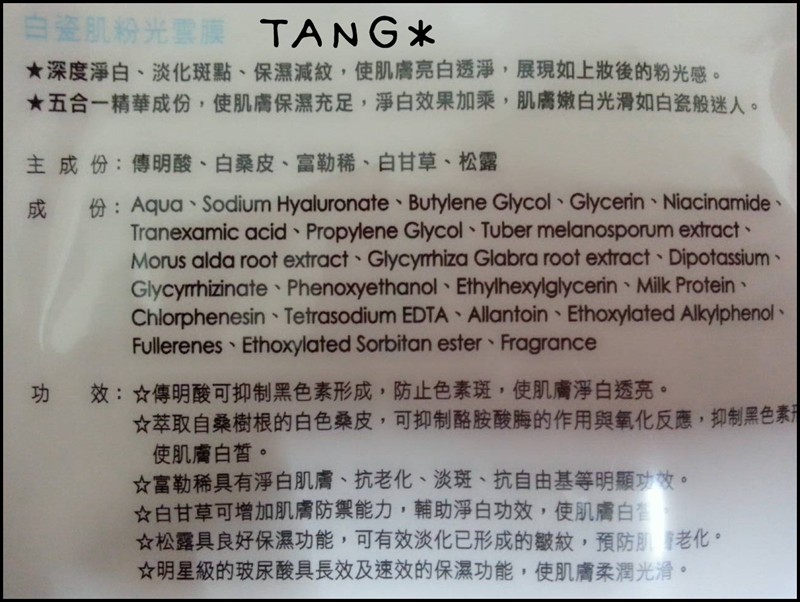 白瓷肌粉光雲膜 TANG*
★深度淨白、淡化斑點、保濕減紋，使肌膚亮白透淨，展現如上妝後的粉光感。
★五合一精華成份，使肌膚保濕充足，淨白效果加乘，肌膚嫩白光滑如白瓷般迷人。
主成份：傳明酸、白桑皮、富勒稀、白甘草、松露
成份：Aqua、Sodium Hyaluronate、Butylene Glycol、Glycerin、Niacinamide、
Tranexamic acid、Propylene Glycol、Tuber melanosporum extract、
Morus alda root extract、Glycyrrhiza Glabra root extract、Dipotassium、
Glycyrrhizinate、Phenoxyethanol、Ethylhexylglycerin、Milk Protein、
Chlorphenesin、Tetrasodium EDTA、Allantoin、Ethoxylated Alkylphenol、
Fullerenes、Ethoxylated Sorbitan ester、Fragrance
功效：☆傳明酸可抑制黑色素形成，防止色素斑，使肌膚淨白透亮。
☆萃取自桑樹根的白色桑皮，可抑制酪胺酸脢的作用與氧化反應，抑制黑色素形
使肌膚白皙。
☆富勒稀具有淨白肌膚、抗老化、淡斑、抗自由基等明顯功效。
☆白甘草可增加肌膚防禦能力，輔助淨白功效，使肌膚白皙。
☆松露具良好保濕功能，可有效淡化已形成的皺紋，預防肌膚老化。
☆明星級的玻尿酸具長效及速效的保濕功能，使肌膚柔潤光滑。